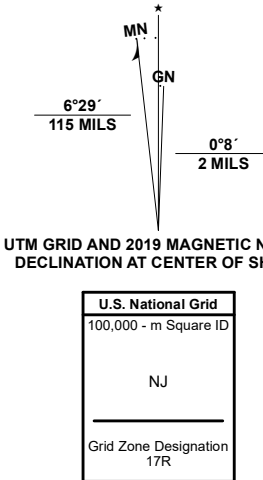 ★
MN
GN
6°29´
115 MILS
0°8´
2 MILS
UTM GRID AND 2019 MAGNETIC N
DECLINATION AT CENTER OF SH
U.S. National Grid
100,000 - m Square ID
NJ
Grid Zone Designation
17R